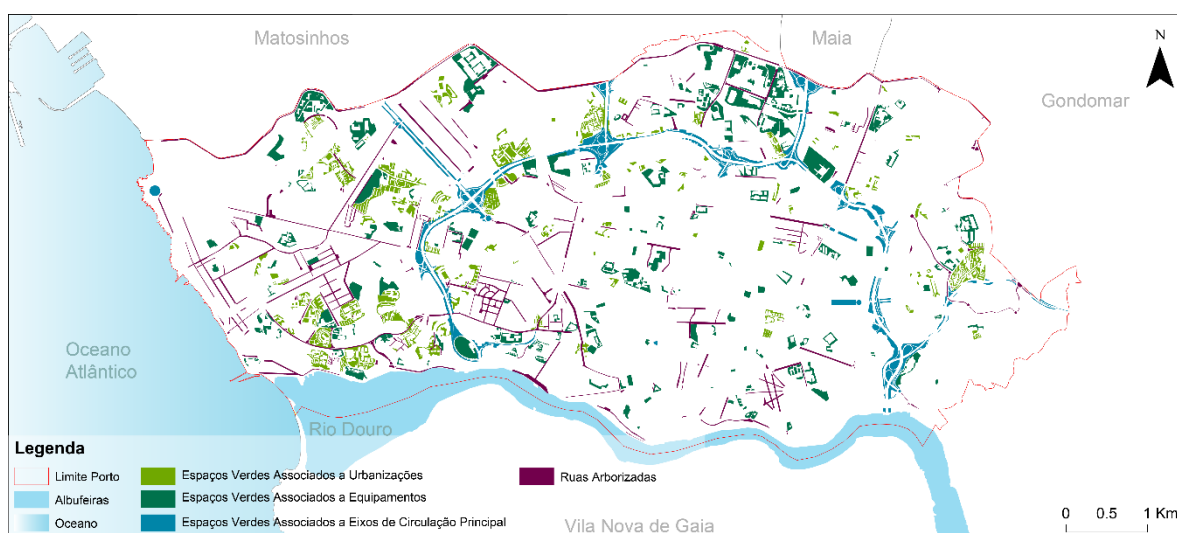 Matosinhos
Maia
N
Gondomar
Oceano
Atlântico
Rio Douro
Vila Nova de Gaia
Legenda
Limite Porto
Albufeiras
Oceano
Espaços Verdes Associados a Urbanizações
Espaços Verdes Associados a Equipamentos
Espaços Verdes Associados a Eixos de Circulação Principal
Ruas Arborizadas
0 0.5 1 Km